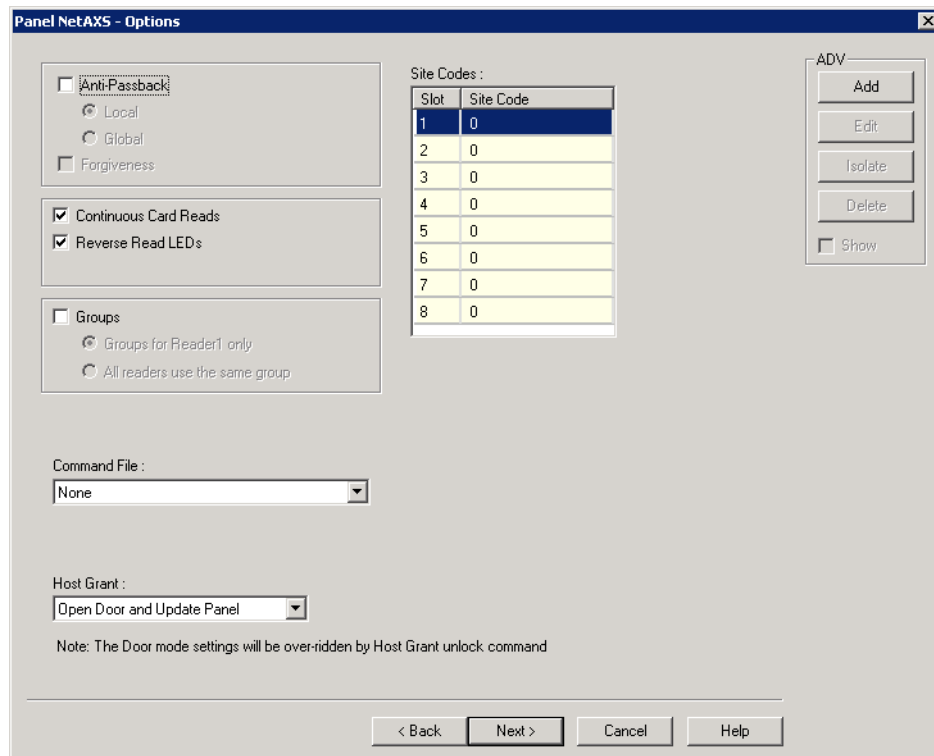 Panel NetAXS - Options
Anti-Passback
Local
Global
Forgiveness
Continuous Card Reads
Reverse Read LEDs
Groups
Groups for Reader1 only
All readers use the same group
Site Codes :
Slot Site Code
1 0
2 0
3 0
4 0
5 0
6 0
7 0
8 0
ADV
Add
Edit
Isolate
Delete
Show
Command File :
None
Host Grant :
Open Door and Update Panel
Note: The Door mode settings will be over-ridden by Host Grant unlock command
< Back Next > Cancel Help